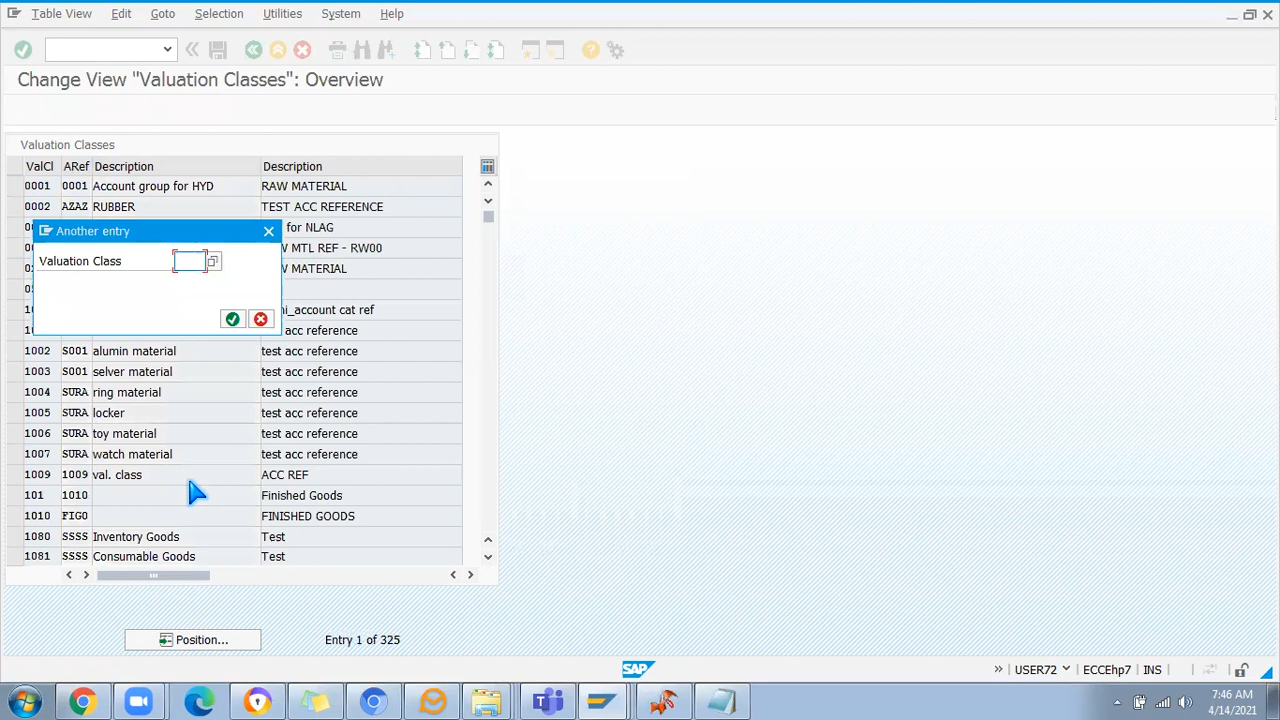 Table View Edit Goto Selection Utilities System Help
Change View "Valuation Classes": Overview
Valuation Classes
ValCl ARef Description Description
0001 0001 Account group for HYD RAW MATERIAL
0002 AZAZ RUBBER TEST ACC REFERENCE
for NLAG
MTL REF - RW00
MATERIAL
Another entry
Valuation Class
account cat ref
acc reference
1002 S001 alumin material test acc reference
1003 S001 selver material test acc reference
1004 SURA ring material test acc reference
1005 SURA locker test acc reference
1006 SURA toy material test acc reference
1007 SURA watch material test acc reference
1009 1009 val. class ACC REF
101 1010 Finished Goods
1010 FIG0 FINISHED GOODS
1080 SSSS Inventory Goods Test
1081 SSSS Consumable Goods Test
Position... Entry 1 of 325
SAP
USER72 ECCEhp7 INS
7:46 AM
4/14/2021